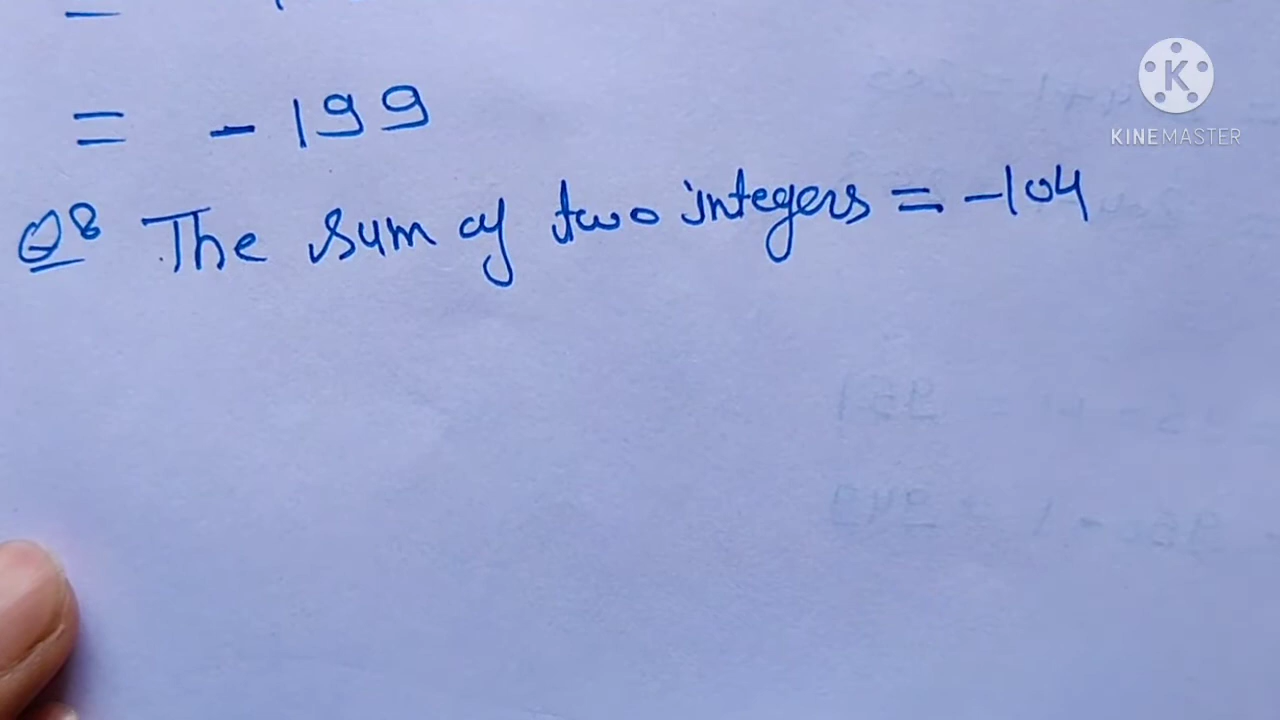 = - 199
Q8 The sum of two integers = -104
KINEMASTER